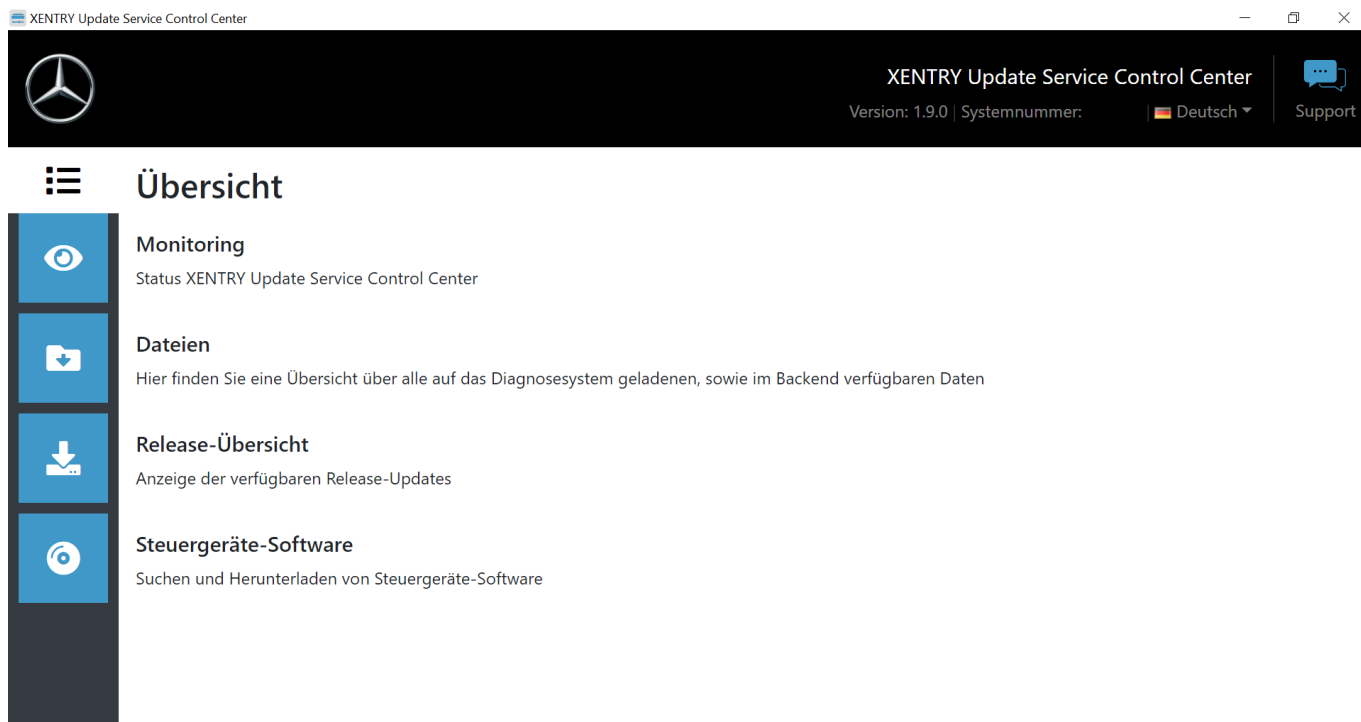 XENTRY Update Service Control Center
XENTRY Update Service Control Center
Version: 1.9.0 | Systemnummer: | Deutsch
Support
Übersicht
Monitoring
Status XENTRY Update Service Control Center
Dateien
Hier finden Sie eine Übersicht über alle auf das Diagnosesystem geladenen, sowie im Backend verfügbaren Daten
Release-Übersicht
Anzeige der verfügbaren Release-Updates
Steuergeräte-Software
Suchen und Herunterladen von Steuergeräte-Software